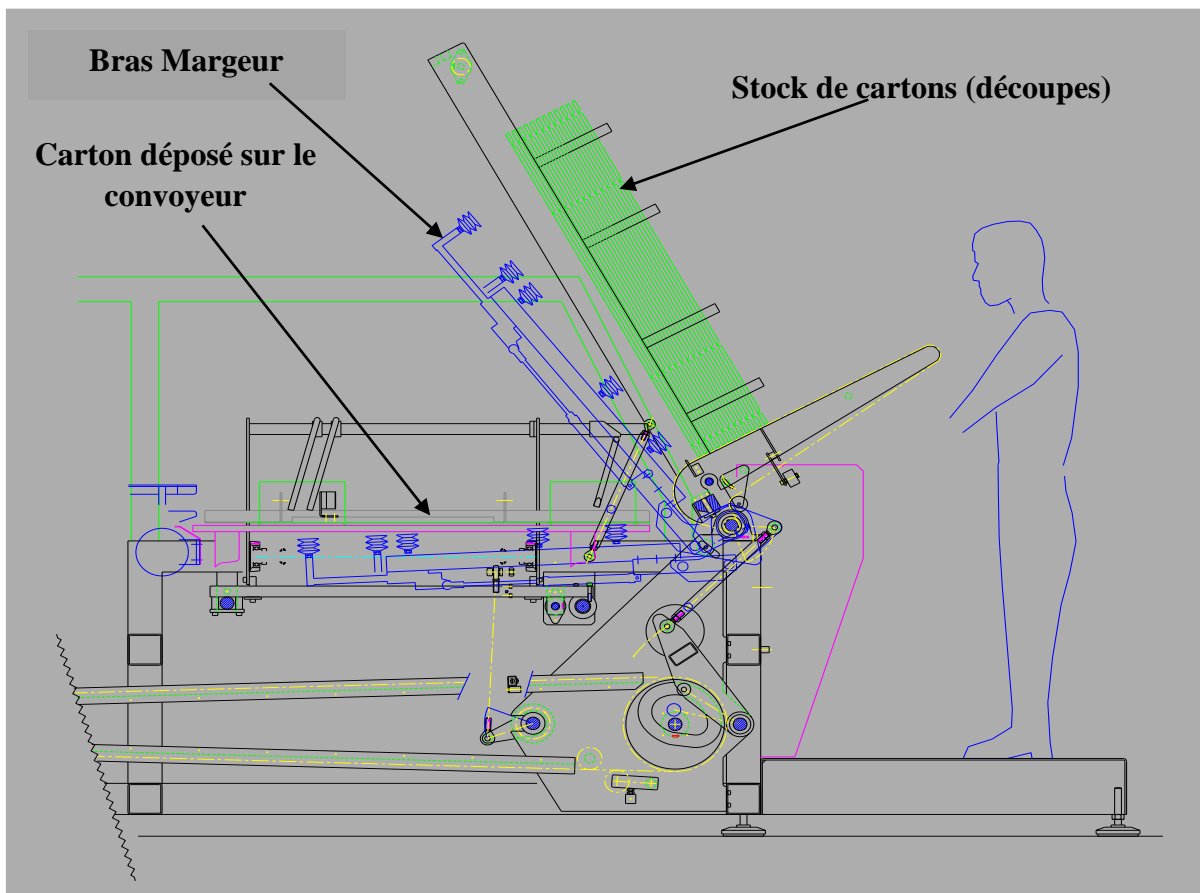 Bras Margeur
Stock de cartons (découpes)
Carton déposé sur le
convoyeur